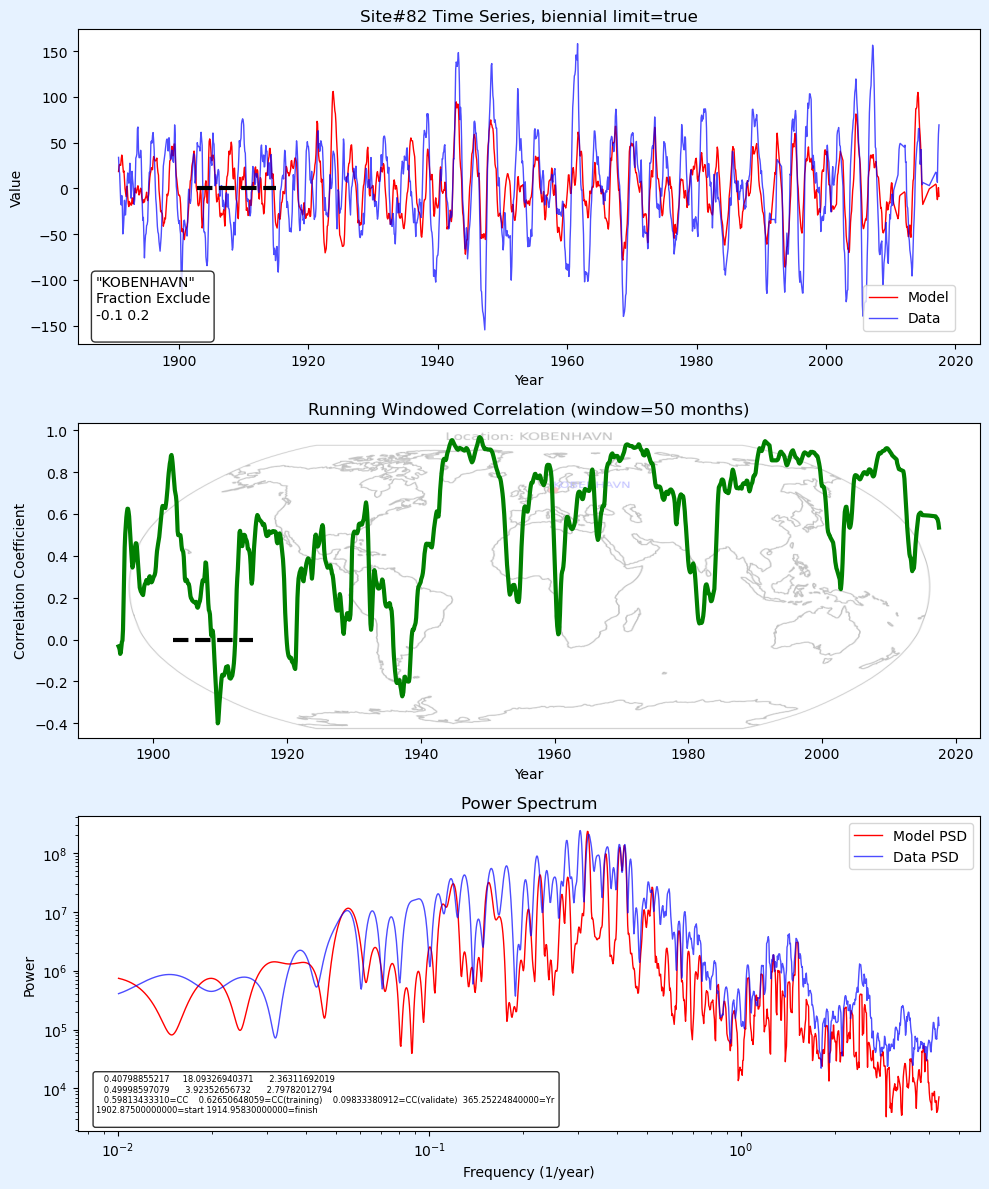 Site#82 Time Series, biennial limit=true
150
100
50
0
−50
−100
−150
Value
"KOBENHAVN"
Fraction Exclude
-0.1 0.2
Model
Data
1900
1920
1940
1960
1980
2000
2020
Year
Running Windowed Correlation (window=50 months)
Location: KOBENHAVN
1.0
0.8
0.6
0.4
0.2
0.0
−0.2
−0.4
Correlation Coefficient
1900
1920
1940
1960
1980
2000
2020
Year
Power Spectrum
Model PSD
Data PSD
10^8
10^7
10^6
10^5
10^4
Power
0.40798855217 18.09326940371 2.36311692019
0.49998597079 3.92352656732 2.79782012794
0.59813433310=CC 0.62650648059=CC(training) 0.09833380912=CC(validate) 365.25224840000=Yr
1902.87500000000=start 1914.95830000000=finish
10^−2
10^−1
10^0
Frequency (1/year)